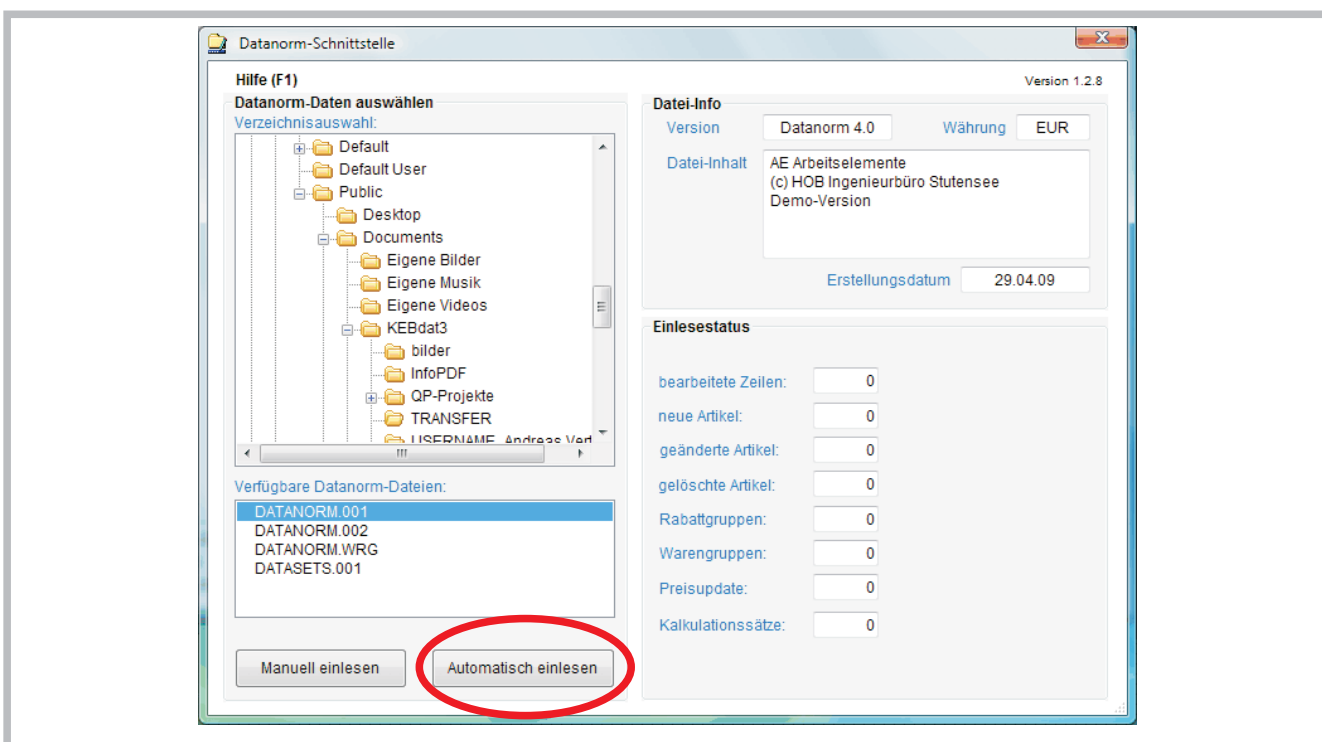 Datanorm-Schnittstelle
Hilfe (F1)
Version 1.2.8
Datanorm-Daten auswählen
Verzeichnisauswahl:
Default
Default User
Public
Desktop
Documents
Eigene Bilder
Eigene Musik
Eigene Videos
KEBdat3
bilder
InfoPDF
QP-Projekte
TRANSFER
USERNAME Andreas
Verfügbare Datanorm-Dateien:
DATANORM.001
DATANORM.002
DATANORM.WRG
DATASETS.001
Manuell einlesen
Automatisch einlesen
Datei-Info
Version Datanorm 4.0 Währung EUR
Datei-Inhalt AE Arbeitselemente
(c) HOB Ingenieurbüro Stutensee
Demo-Version
Erstellungsdatum 29.04.09
Einlesestatus
bearbeitete Zeilen: 0
neue Artikel: 0
geänderte Artikel: 0
gelöschte Artikel: 0
Rabattgruppen: 0
Warengruppen: 0
Preisupdate: 0
Kalkulationssätze: 0